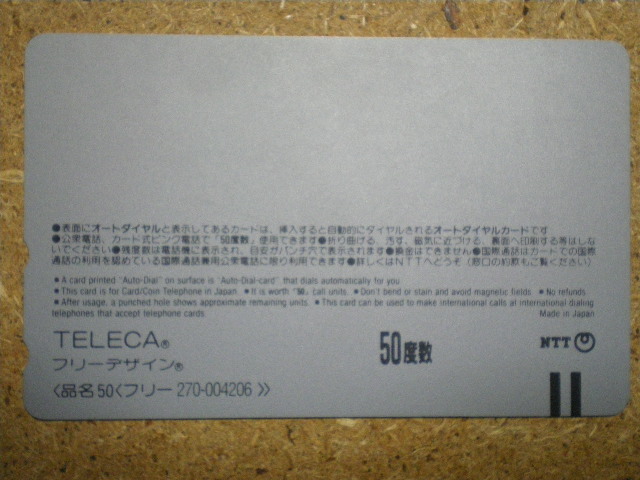 ●表面にオートダイヤルと表示してあるカードは、挿入すると自動的にダイヤルされるオートダイヤルカードです
●公衆電話、カード式ピンク電話で「50度数」使用できます●折り曲げる、汚す、磁気に近づける、裏面へ印刷する等はしな
いでください●残度数は電話機に表示され、目安がパンチ穴で表示されます●換金はできません●国際通話はカードでの国際
通話の利用を認めている国際通話兼用公衆電話に限り利用できます●詳しくはNTTへどうぞ（窓口の約款もご覧ください）
● A card printed "Auto-Dial" on surface is "Auto-Dial-card" that dials automatically for you
● This card is for Card/Coin Telephone in Japan. ● It is worth "50" call units. ● Don't bend or stain and avoid magnetic fields. ● No refunds.
● After usage, a punched hole shows approximate remaining units. ● This card can be used to make international calls at international dialing
telephones that accept telephone cards. Made in Japan
TELECA®
フリーデザイン®
50度数
NTT
〈品名50〈フリー 270-004206 》